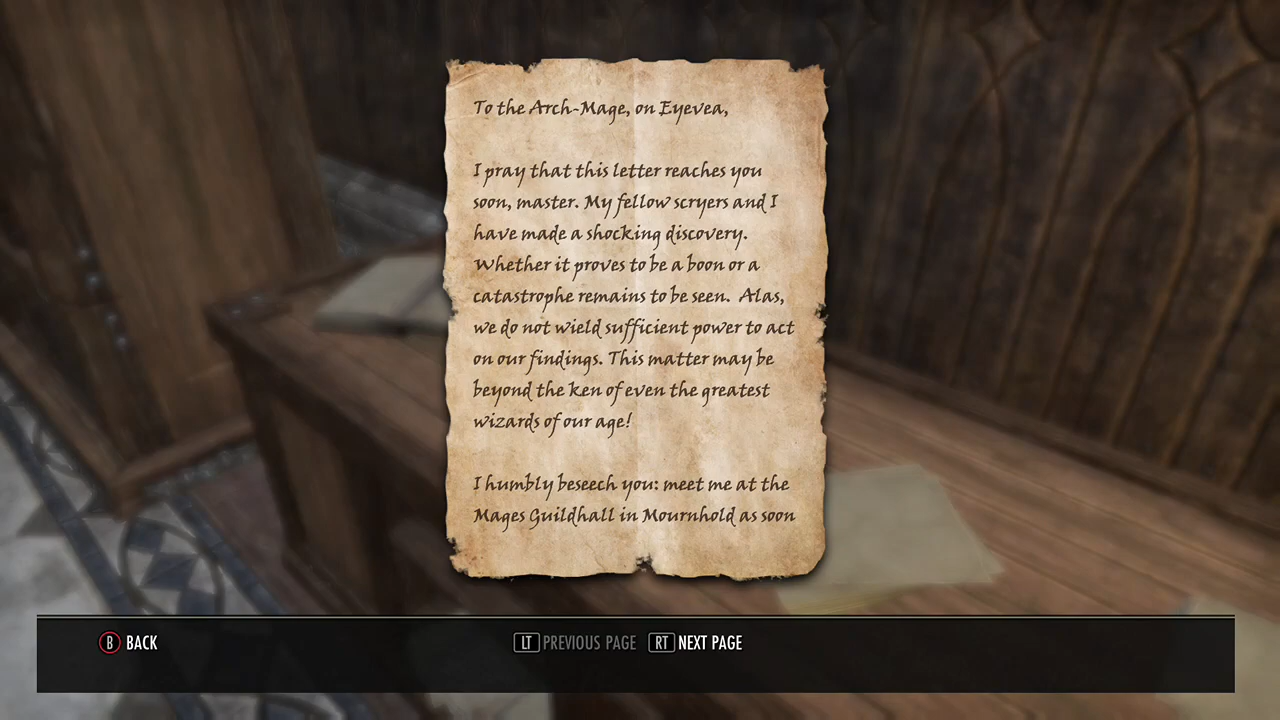 To the Arch-Mage, on Eyevea,
I pray that this letter reaches you
soon, master. My fellow scryers and I
have made a shocking discovery.
Whether it proves to be a boon or a
catastrophe remains to be seen.  Alas,
we do not wield sufficient power to act
on our findings. This matter may be
beyond the ken of even the greatest
wizards of our age!
I humbly beseech you: meet me at the
Mages Guildhall in Mournhold as soon
B BACK
LT PREVIOUS PAGE RT NEXT PAGE